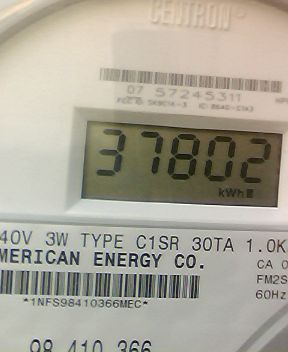 CENTRON®
07 57245311
37802
kWh
40V 3W TYPE C1SR 30TA 1.0K
MERICAN ENERGY CO.
CA 0
FM2S
60Hz
*1NFS98410366MEC*
98 410 366